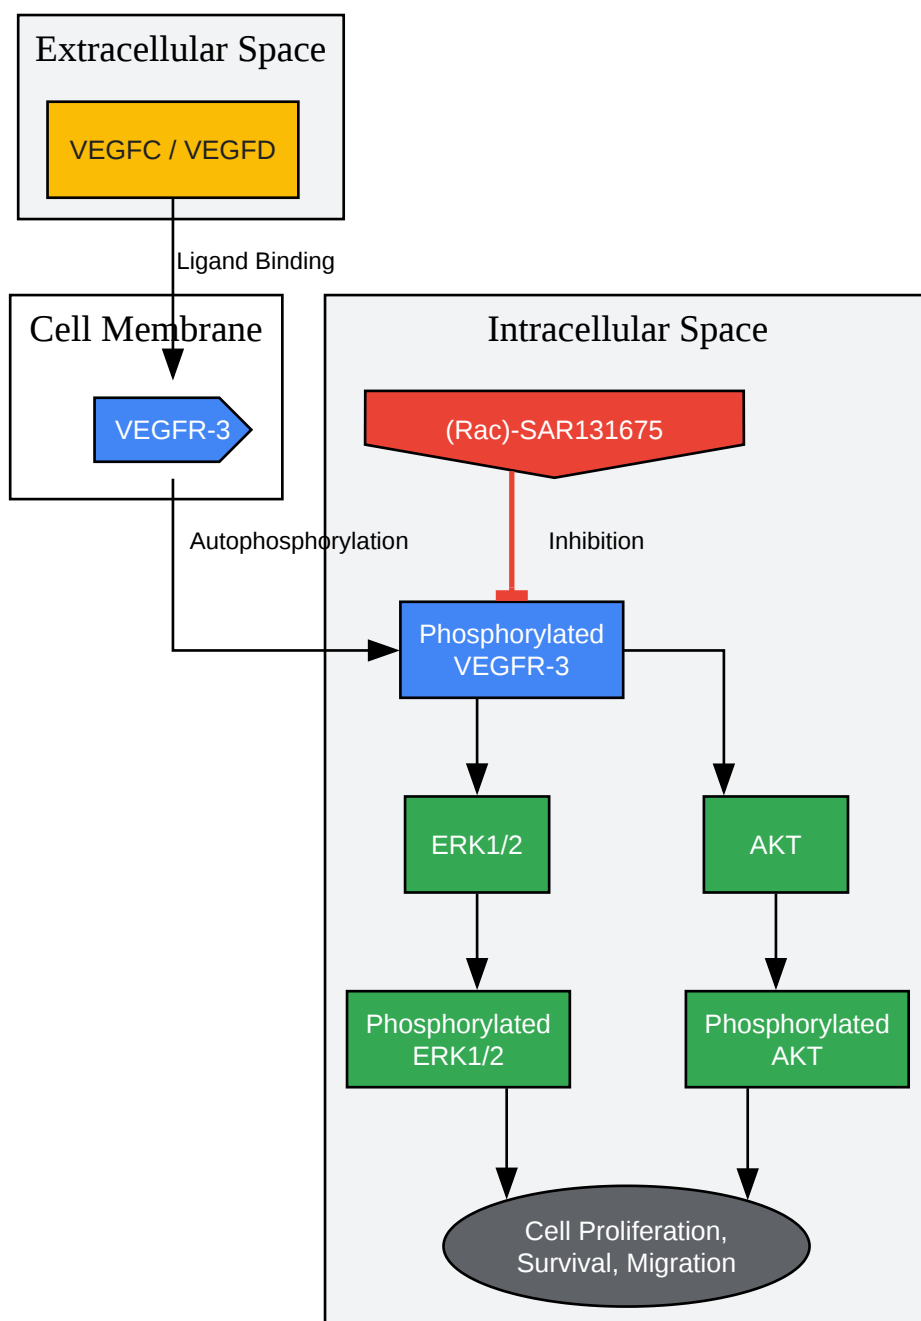 Extracellular Space
VEGFC / VEGFD
Ligand Binding
Cell Membrane
VEGFR-3
Intracellular Space
(Rac)-SAR131675
Autophosphorylation
Inhibition
Phosphorylated
VEGFR-3
ERK1/2
AKT
Phosphorylated
ERK1/2
Phosphorylated
AKT
Cell Proliferation,
Survival, Migration